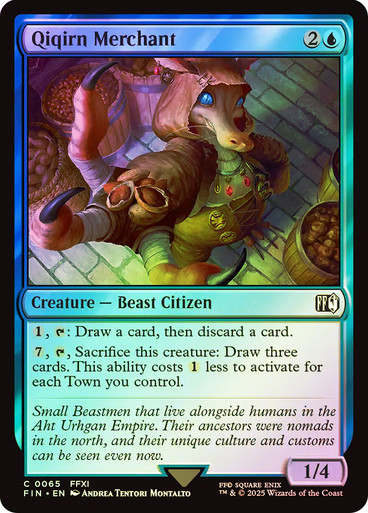 Qiqirn Merchant 2
Creature — Beast Citizen
1, : Draw a card, then discard a card.
7, , Sacrifice this creature: Draw three
cards. This ability costs 1 less to activate for
each Town you control.
Small Beastmen that live alongside humans in the
Aht Urhgan Empire. Their ancestors were nomads
in the north, and their unique culture and customs
can be seen even now.
1/4
C 0065 FFXI
FIN • EN Andrea Tentori Montalto
FF© SQUARE ENIX
™ & © 2025 Wizards of the Coast